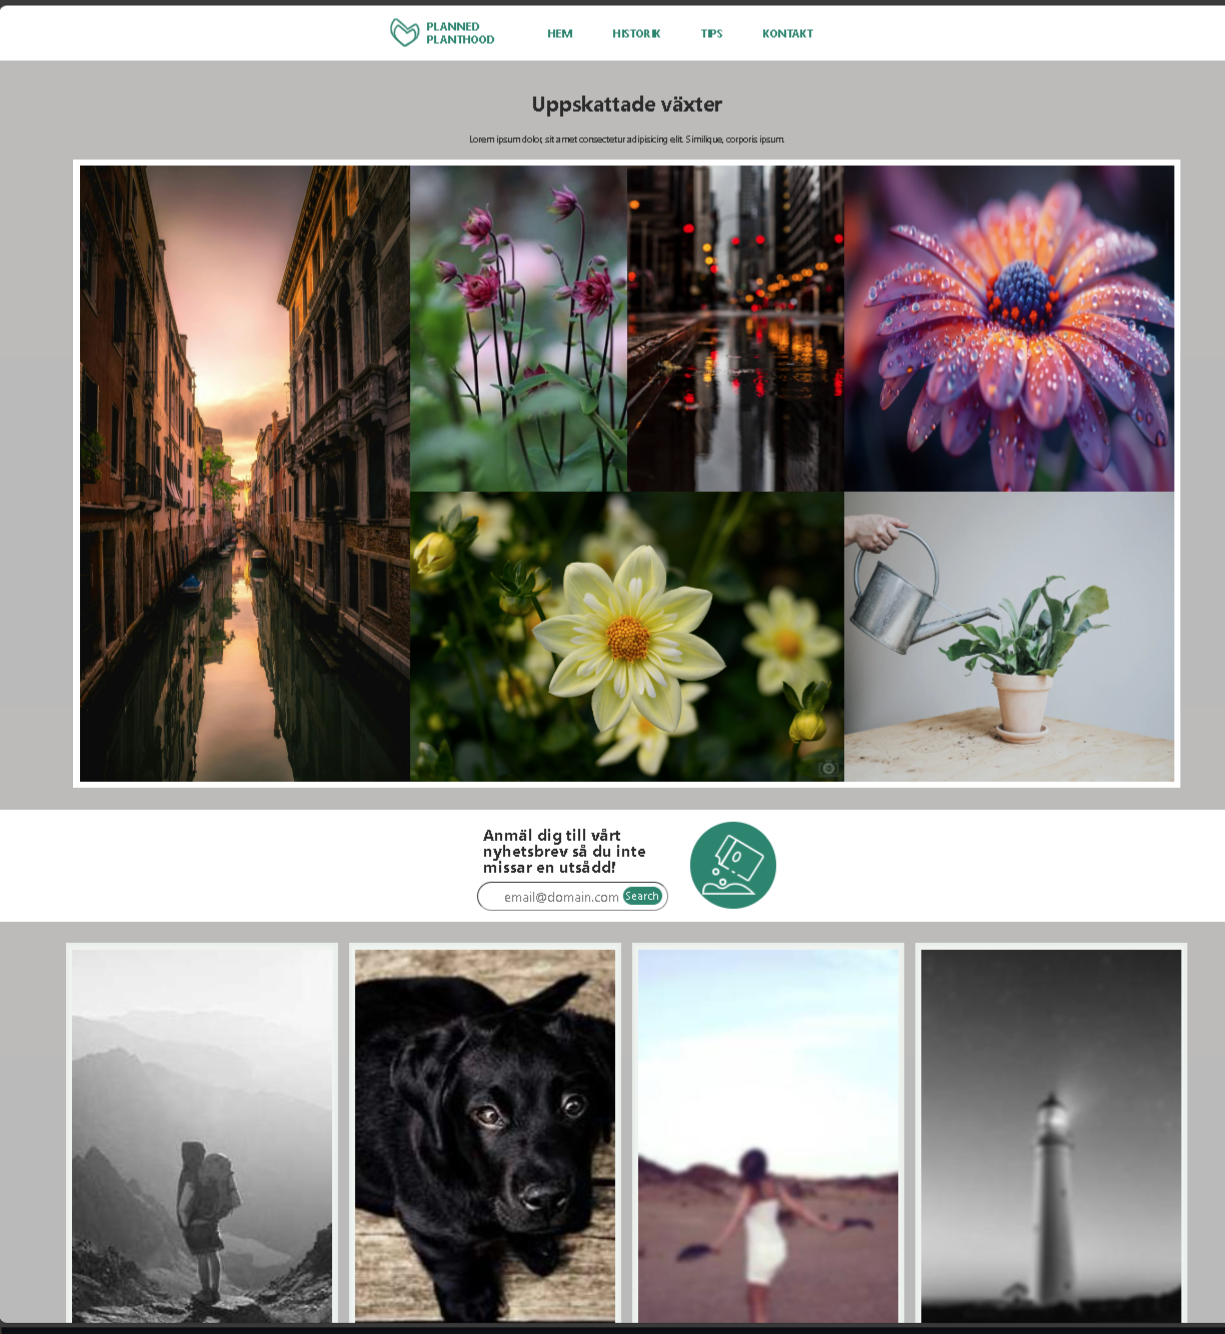 PLANNED
PLANTHOOD
HEM
HISTORIK
TIPS
KONTAKT
Uppskattade växter
Lorem ipsum dolor, sit amet consectetur adipisicing elit. Similique, corporis ipsum.
Anmäl dig till vårt
nyhetsbrev så du inte
missar en utsådd!
email@domain.com
Search